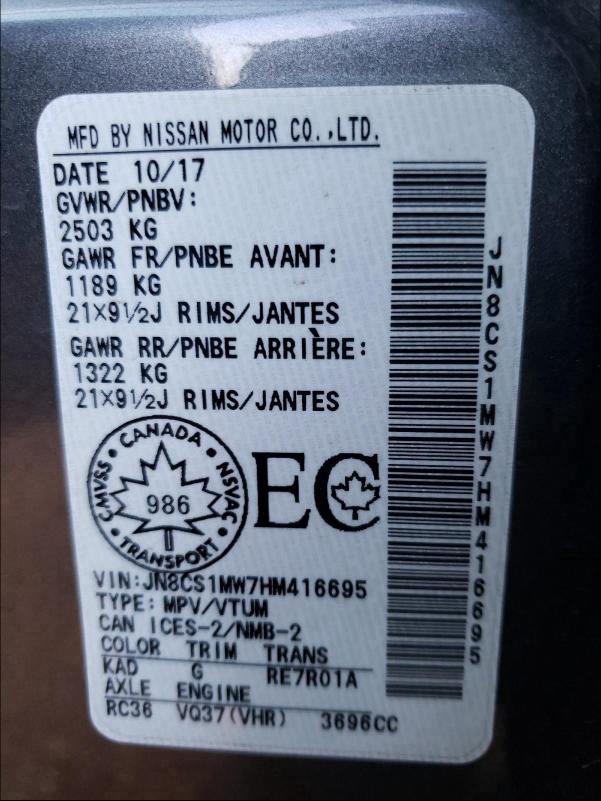 MFD BY NISSAN MOTOR CO.,LTD.
DATE 10/17
GVWR/PNBV:
2503 KG
GAWR FR/PNBE AVANT:
1189 KG
21×9½J RIMS/JANTES
GAWR RR/PNBE ARRIÈRE:
1322 KG
21×9½J RIMS/JANTES
CANADA
CMVSS • NSVAC
986
TRANSPORT
EC
VIN:JN8CS1MW7HM416695
TYPE: MPV/VTUM
CAN ICES-2/NMB-2
COLOR TRIM TRANS
KAD G RE7R01A
AXLE ENGINE
RC36 VQ37(VHR) 3696CC
JN8CS1MW7HM416695